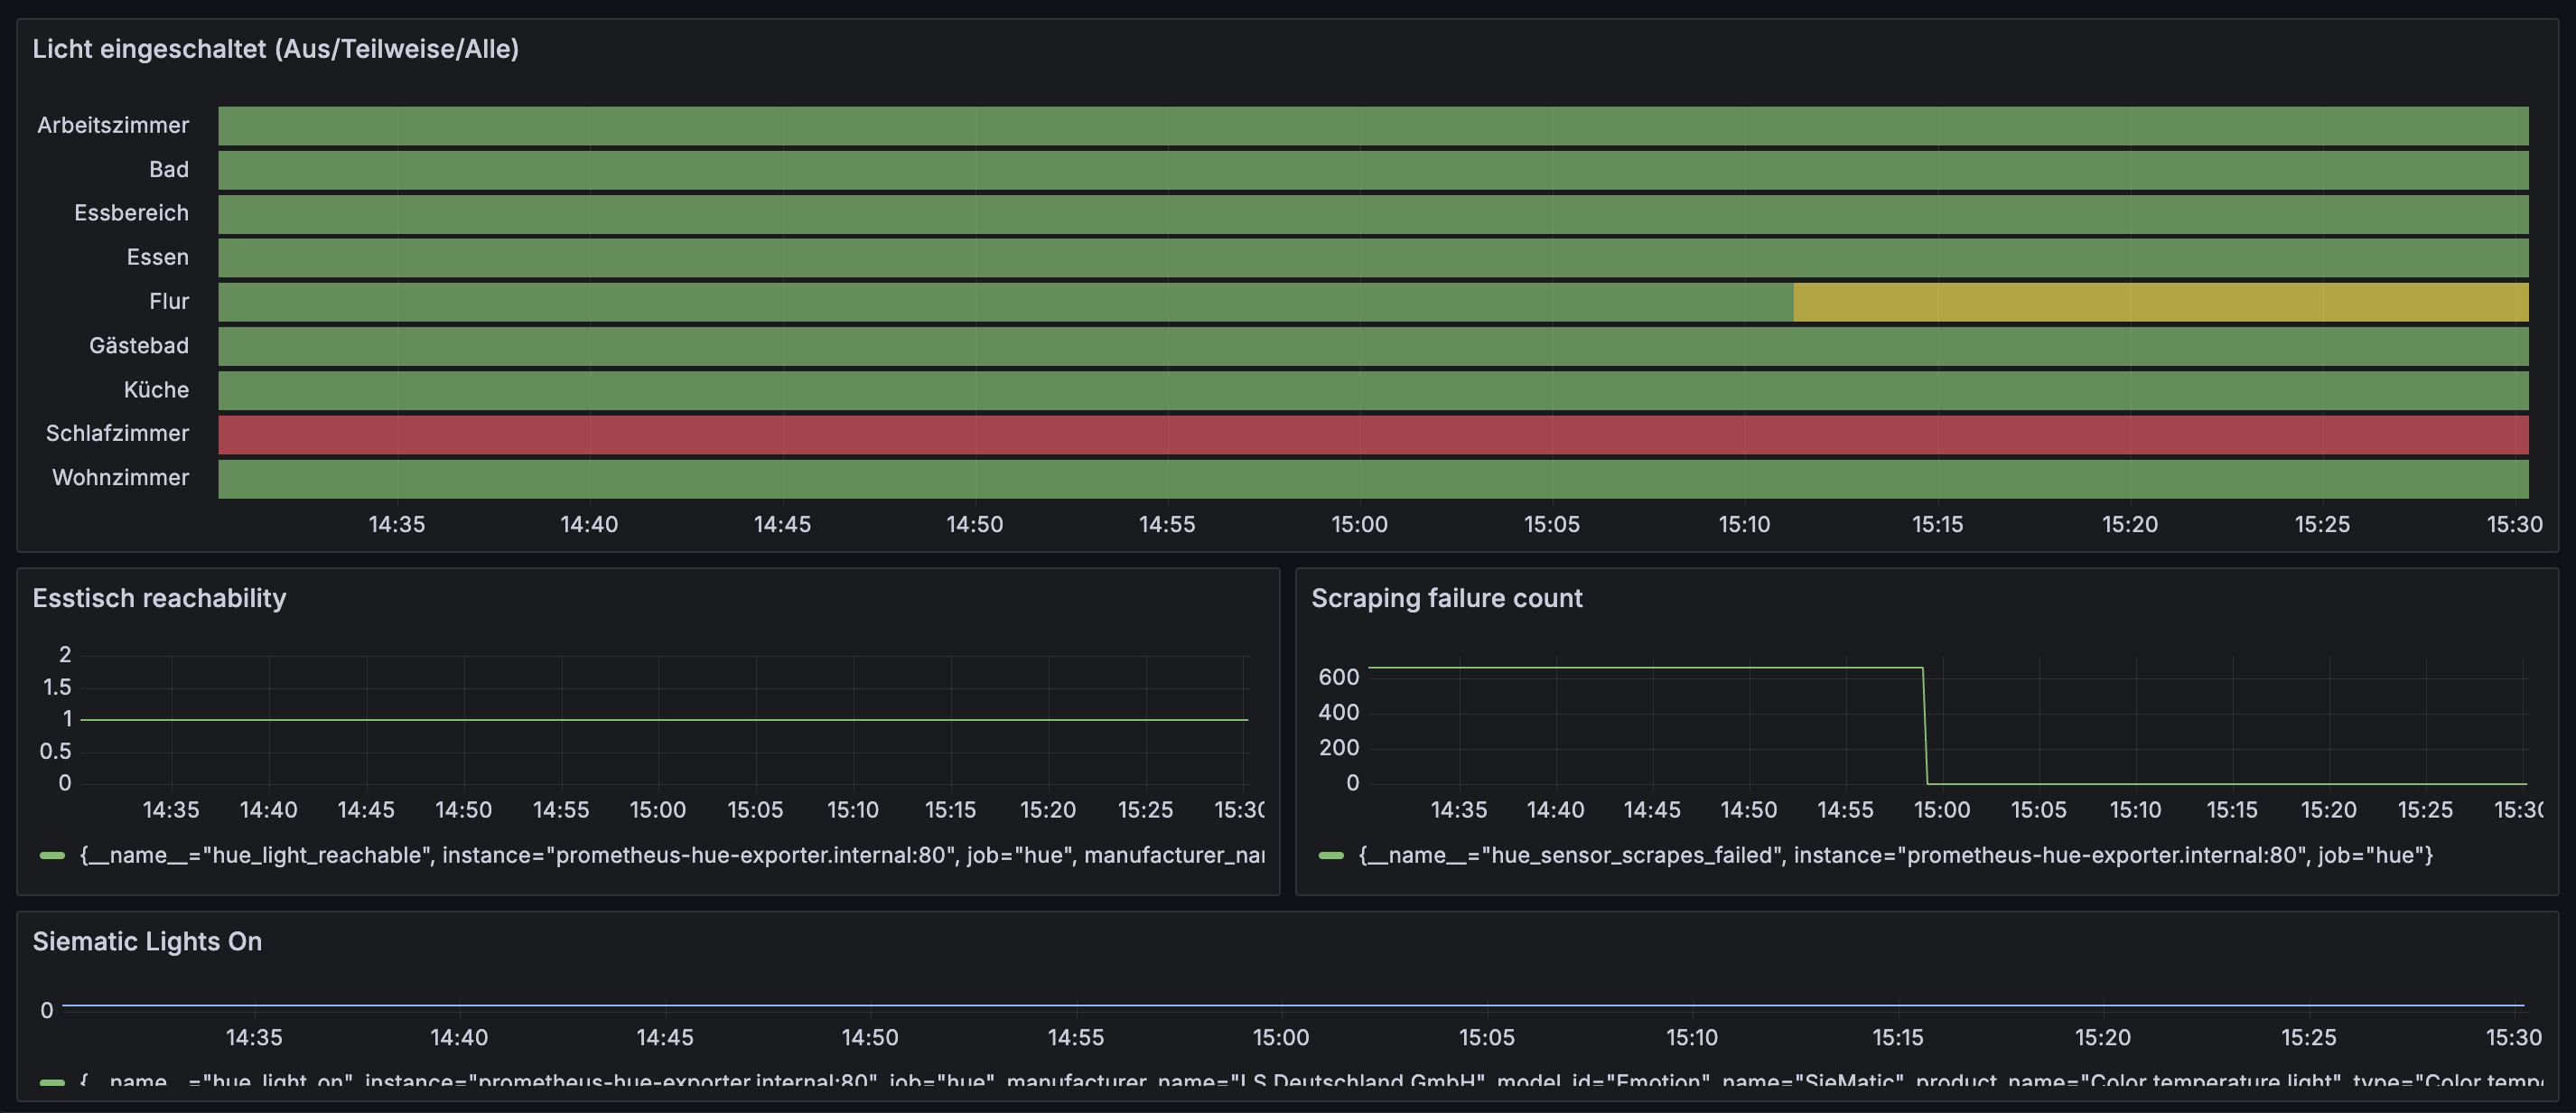 Licht eingeschaltet (Aus/Teilweise/Alle)
Arbeitszimmer
Bad
Essbereich
Essen
Flur
Gästebad
Küche
Schlafzimmer
Wohnzimmer
14:35 14:40 14:45 14:50 14:55 15:00 15:05 15:10 15:15 15:20 15:25 15:30
Esstisch reachability
2
1.5
1
0.5
0
14:35 14:40 14:45 14:50 14:55 15:00 15:05 15:10 15:15 15:20 15:25 15:30
{__name__="hue_light_reachable", instance="prometheus-hue-exporter.internal:80", job="hue", manufacturer_nar
Scraping failure count
600
400
200
0
14:35 14:40 14:45 14:50 14:55 15:00 15:05 15:10 15:15 15:20 15:25 15:30
{__name__="hue_sensor_scrapes_failed", instance="prometheus-hue-exporter.internal:80", job="hue"}
Siematic Lights On
0
14:35 14:40 14:45 14:50 14:55 15:00 15:05 15:10 15:15 15:20 15:25 15:30
{__name__="hue_light_on", instance="prometheus-hue-exporter.internal:80", job="hue", manufacturer_name="LS Deutschland GmbH", model_id="Emotion", name="SieMatic", product_name="Color temperature light", type="Color temp